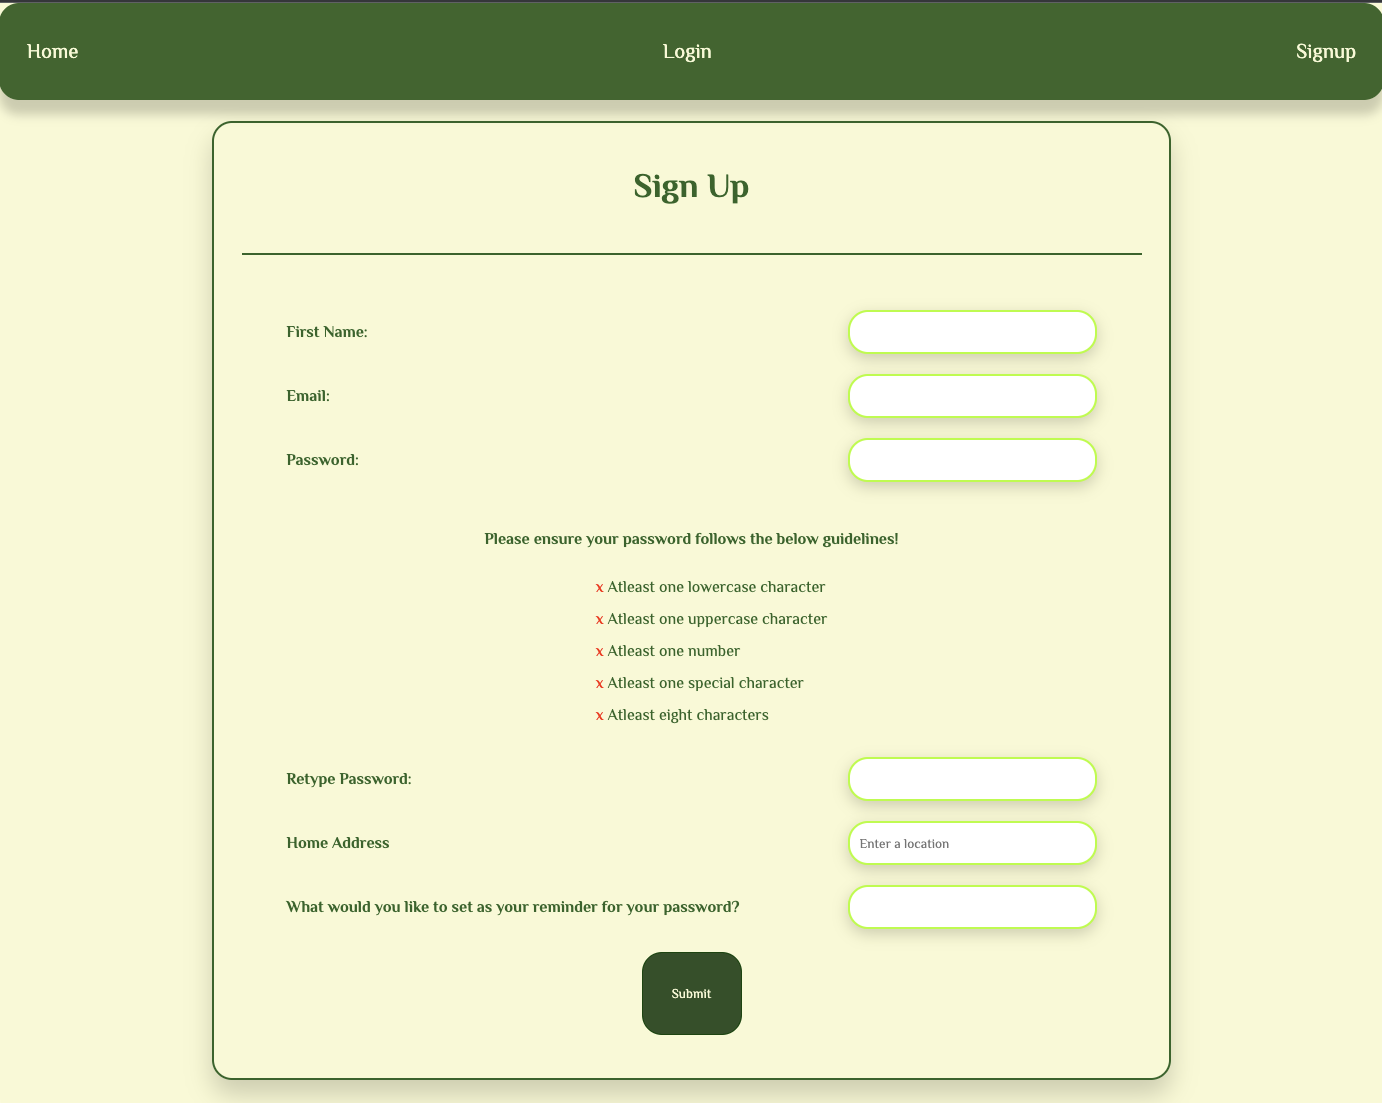 Home Login Signup
Sign Up
First Name:
Email:
Password:
Please ensure your password follows the below guidelines!
x Atleast one lowercase character
x Atleast one uppercase character
x Atleast one number
x Atleast one special character
x Atleast eight characters
Retype Password:
Home Address Enter a location
What would you like to set as your reminder for your password?
Submit